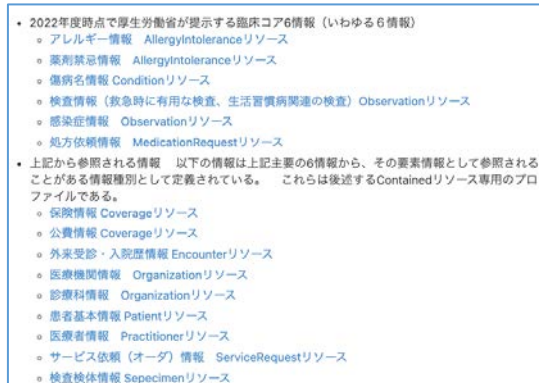 • 2022年度時点で厚生労働省が提示する臨床コア6情報（いわゆる６情報）
◦ アレルギー情報　AllergyIntoleranceリソース
◦ 薬剤禁忌情報　AllergyIntoleranceリソース
◦ 傷病名情報 Conditionリソース
◦ 検査情報（救急時に有用な検査、生活習慣病関連の検査）Observationリソース
◦ 感染症情報　Observationリソース
◦ 処方依頼情報　MedicationRequestリソース
• 上記から参照される情報　以下の情報は上記主要の6情報から、その要素情報として参照される
ことがある情報種別として定義されている。　これらは後述するContainedリソース専用のプロ
ファイルである。
◦ 保険情報 Coverageリソース
◦ 公費情報 Coverageリソース
◦ 外来受診・入院歴情報 Encounterリソース
◦ 医療機関情報　Organizationリソース
◦ 診療科情報　Organizationリソース
◦ 患者基本情報 Patientリソース
◦ 医療者情報　Practitionerリソース
◦ サービス依頼（オーダ）情報　ServiceRequestリソース
◦ 検査検体情報 Sepecimenリソース